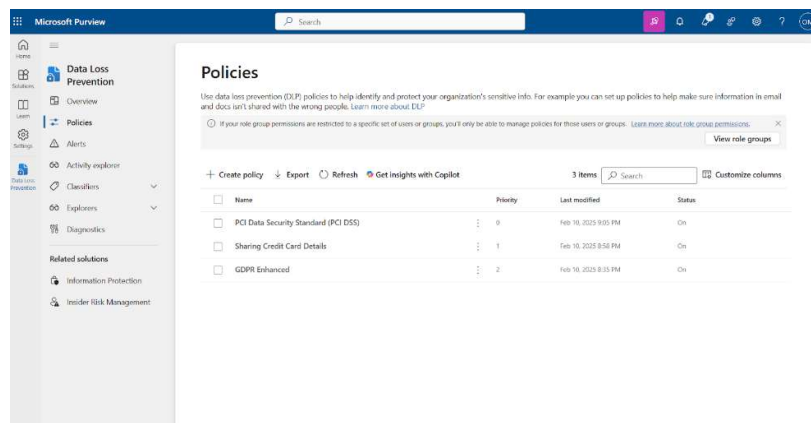 Microsoft Purview
Search
?
OM
Home
Solutions
Learn
Settings
Data Loss Prevention
Data Loss Prevention
Overview
Policies
Alerts
Activity explorer
Classifiers
Explorers
Diagnostics
Related solutions
Information Protection
Insider Risk Management
Policies
Use data loss prevention (DLP) policies to help identify and protect your organization's sensitive info. For example you can set up policies to help make sure information in email
and docs isn't shared with the wrong people. Learn more about DLP
If your role group permissions are restricted to a specific set of users or groups, you'll only be able to manage policies for those users or groups. Learn more about role group permissions.
View role groups
Create policy Export Refresh Get insights with Copilot 3 items Search Customize columns
Name Priority Last modified Status
PCI Data Security Standard (PCI DSS) 0 Feb 10, 2025 9:05 PM On
Sharing Credit Card Details 1 Feb 10, 2025 8:58 PM On
GDPR Enhanced 2 Feb 10, 2025 8:35 PM On